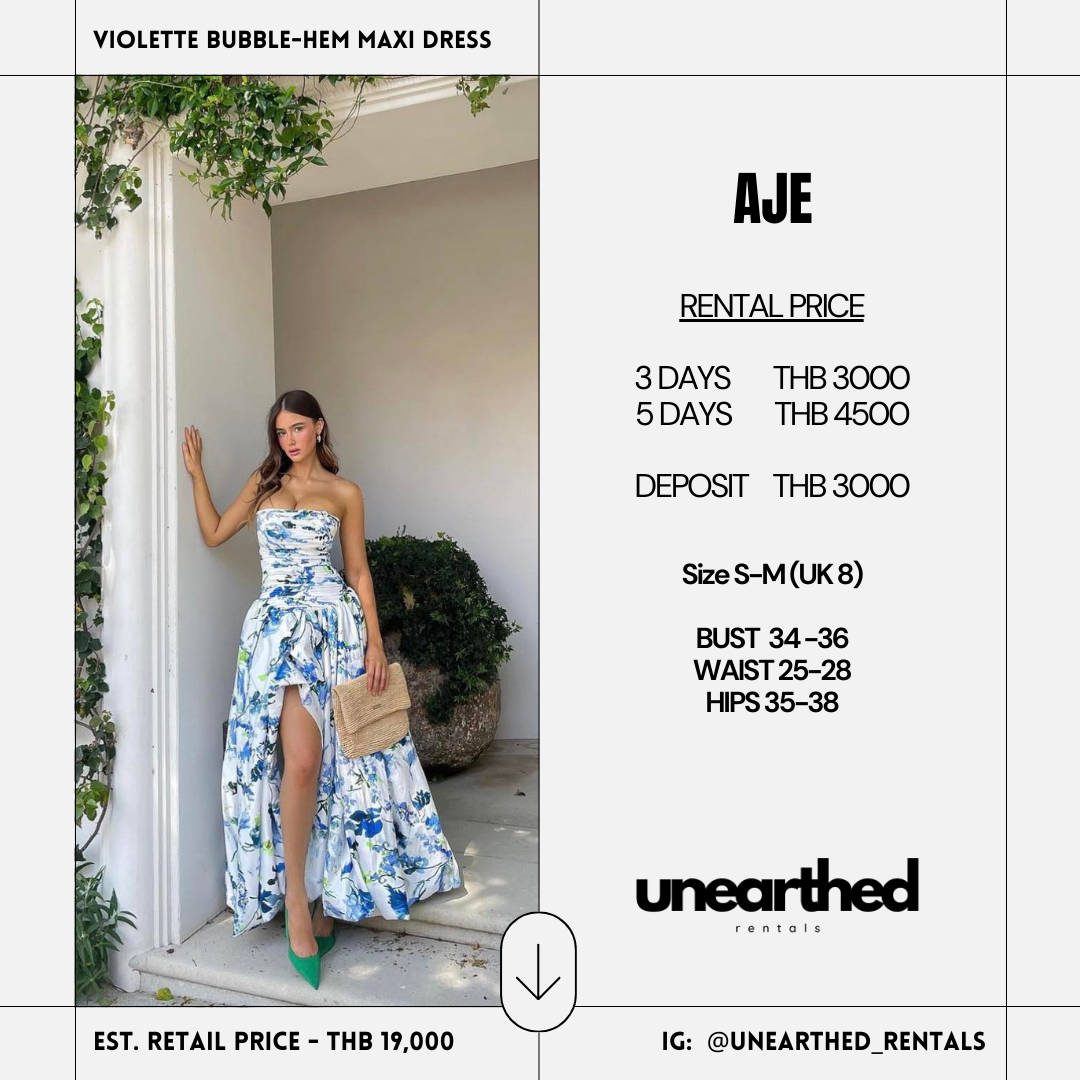 VIOLETTE BUBBLE-HEM MAXI DRESS
AJE
RENTAL PRICE
3 DAYS THB 3000
5 DAYS THB 4500
DEPOSIT THB 3000
Size S-M (UK 8)
BUST 34 -36
WAIST 25-28
HIPS 35-38
unearthed
rentals
EST. RETAIL PRICE - THB 19,000
IG: @UNEARTHED_RENTALS